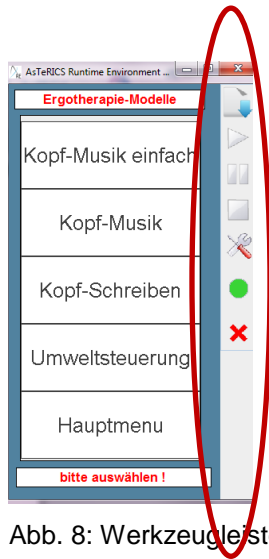 AsTeRICS Runtime Environment ...
Ergotherapie-Modelle
Kopf-Musik einfach
Kopf-Musik
Kopf-Schreiben
Umweltsteuerung
Hauptmenu
bitte auswählen !
Abb. 8: Werkzeugleist